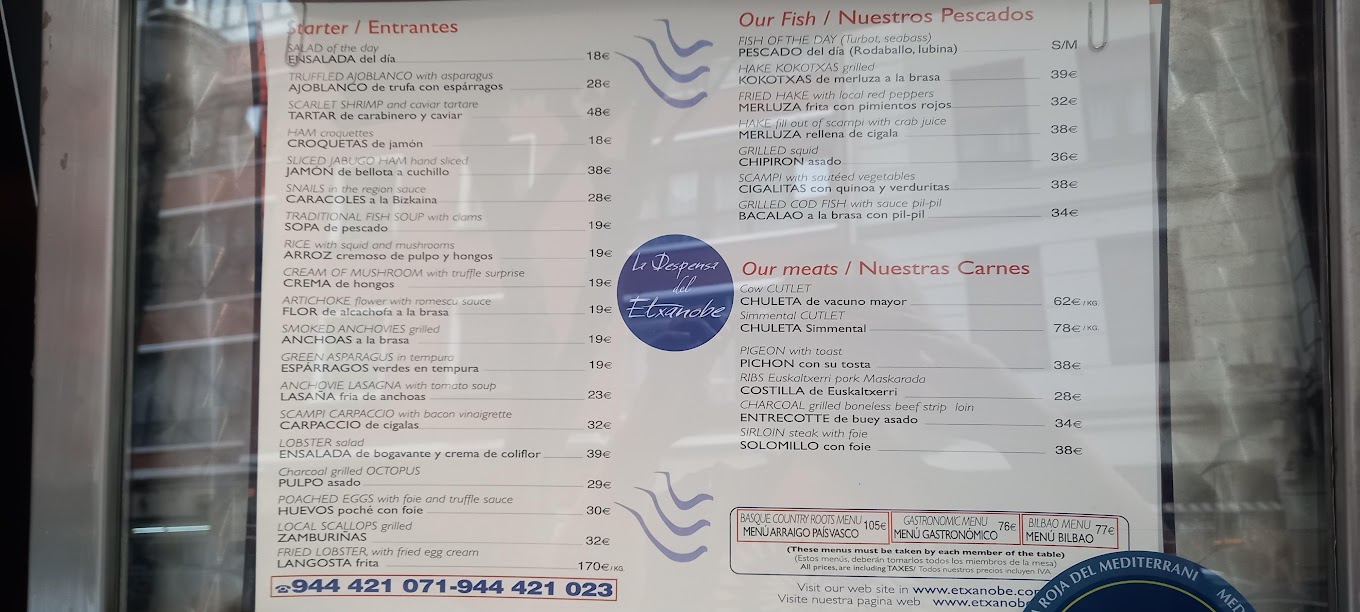 Starter / Entrantes
SALAD of the day
ENSALADA del día 18€
TRUFFLED AJOBLANCO with asparagus
AJOBLANCO de trufa con espárragos 28€
SCARLET SHRIMP and caviar tartare
TARTAR de carabinero y caviar 48€
HAM croquettes
CROQUETAS de jamón 18€
SLICED JABUGO HAM hand sliced
JAMÓN de bellota a cuchillo 38€
SNAILS in the region sauce
CARACOLES a la Bizkaina 28€
TRADITIONAL FISH SOUP with clams
SOPA de pescado 19€
RICE with squid and mushrooms
ARROZ cremoso de pulpo y hongos 19€
CREAM OF MUSHROOM with truffle surprise
CREMA de hongos 19€
ARTICHOKE flower with romescu sauce
FLOR de alcachofa a la brasa 19€
SMOKED ANCHOVIES grilled
ANCHOAS a la brasa 19€
GREEN ASPARAGUS in tempura
ESPÁRRAGOS verdes en tempura 19€
ANCHOVIE LASAGNA with tomato soup
LASAÑA fria de anchoas 23€
SCAMPI CARPACCIO with bacon vinaigrette
CARPACCIO de cigalas 32€
LOBSTER salad
ENSALADA de bogavante y crema de coliflor 39€
Charcoal grilled OCTOPUS
PULPO asado 29€
POACHED EGGS with foie and truffle sauce
HUEVOS poché con foie 30€
LOCAL SCALLOPS grilled
ZAMBURIÑAS 32€
FRIED LOBSTER, with fried egg cream
LANGOSTA frita 170€/KG.
☎944 421 071-944 421 023
La Despensa
del
Etxanobe
Our Fish / Nuestros Pescados
FISH OF THE DAY (Turbot, seabass)
PESCADO del día (Rodaballo, lubina) S/M
HAKE KOKOTXAS grilled
KOKOTXAS de merluza a la brasa 39€
FRIED HAKE with local red peppers
MERLUZA frita con pimientos rojos 32€
HAKE fill out of scampi with crab juice
MERLUZA rellena de cigala 38€
GRILLED squid
CHIPIRON asado 36€
SCAMPI with sautéed vegetables
CIGALITAS con quinoa y verduritas 38€
GRILLED COD FISH with sauce pil-pil
BACALAO a la brasa con pil-pil 34€
Our meats / Nuestras Carnes
Cow CUTLET
CHULETA de vacuno mayor 62€/KG.
Simmental CUTLET
CHULETA Simmental 78€/KG.
PIGEON with toast
PICHON con su tosta 38€
RIBS Euskaltxerri pork Maskarada
COSTILLA de Euskaltxerri 28€
CHARCOAL grilled boneless beef strip loin
ENTRECOTTE de buey asado 34€
SIRLOIN steak with foie
SOLOMILLO con foie 38€
BASQUE COUNTRY ROOTS MENU
MENÚ ARRAIGO PAÍS VASCO 105€
GASTRONOMIC MENU
MENÚ GASTRONÓMICO 76€
BILBAO MENU
MENÚ BILBAO 77€
(These menus must be taken by each member of the table)
(Estos menús, deberán tomarlos todos los miembros de la mesa)
All prices, are including TAXES/ Todos nuestros precios incluyen IVA
Visit our web site in www.etxanobe.com
Visite nuestra pagina web www.etxanobe
ROJA DEL MEDITERRANI